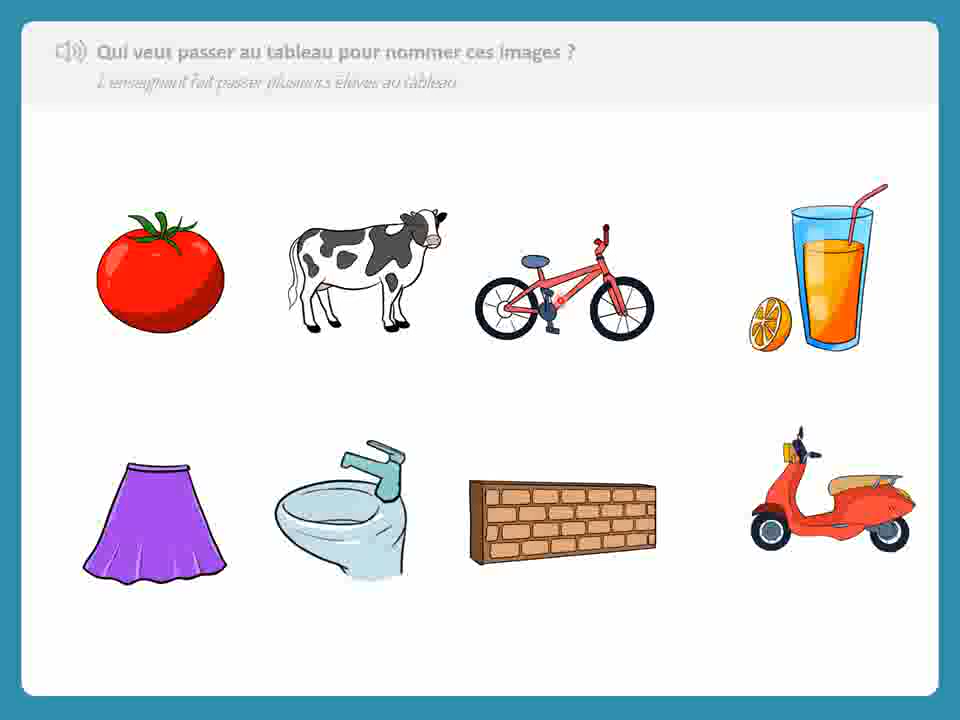 Qui veut passer au tableau pour nommer ces images ?
L'enseignant fait passer plusieurs élèves au tableau.